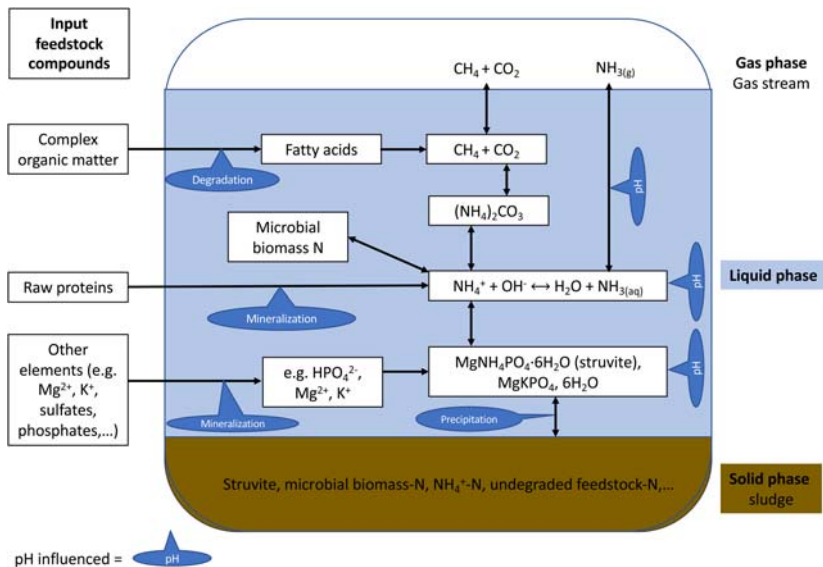 Input
feedstock
compounds
CH₄ + CO₂
NH₃₍g₎
Gas phase
Gas stream
Complex
organic matter
Degradation
Fatty acids
CH₄ + CO₂
pH
(NH₄)₂CO₃
Microbial
biomass N
Raw proteins
Mineralization
NH₄⁺ + OH⁻ ↔ H₂O + NH₃₍aq₎
pH
Liquid phase
Other
elements (e.g.
Mg²⁺, K⁺,
sulfates,
phosphates,…)
Mineralization
e.g. HPO₄²⁻,
Mg²⁺, K⁺
MgNH₄PO₄·6H₂O (struvite),
MgKPO₄, 6H₂O
pH
Precipitation
Struvite, microbial biomass-N, NH₄⁺-N, undegraded feedstock-N,…
Solid phase
sludge
pH influenced =
pH